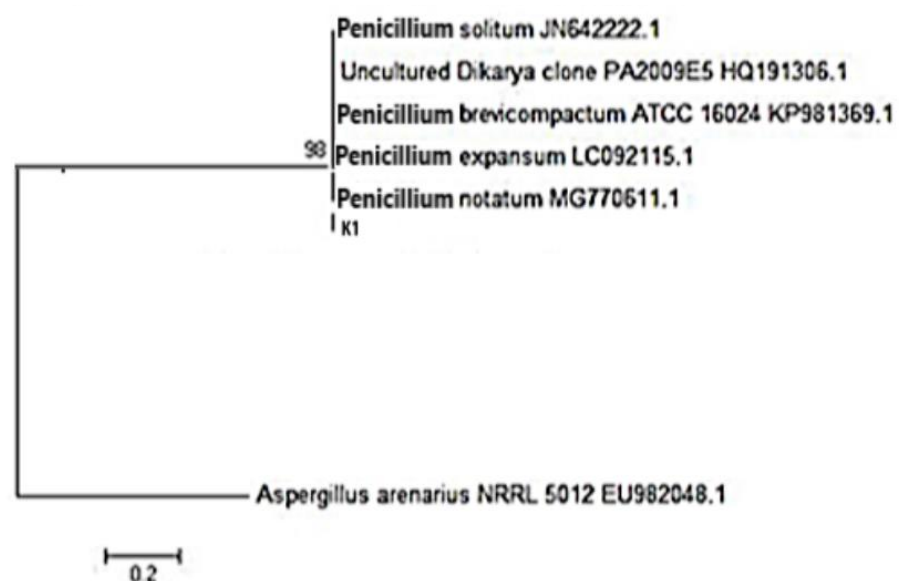 Penicillium solitum JN642222.1
Uncultured Dikarya clone PA2009E5 HQ191306.1
Penicillium brevicompactum ATCC 16024 KP981369.1
98
Penicillium expansum LC092115.1
Penicillium notatum MG770611.1
K1
Aspergillus arenarius NRRL 5012 EU982048.1
0.2